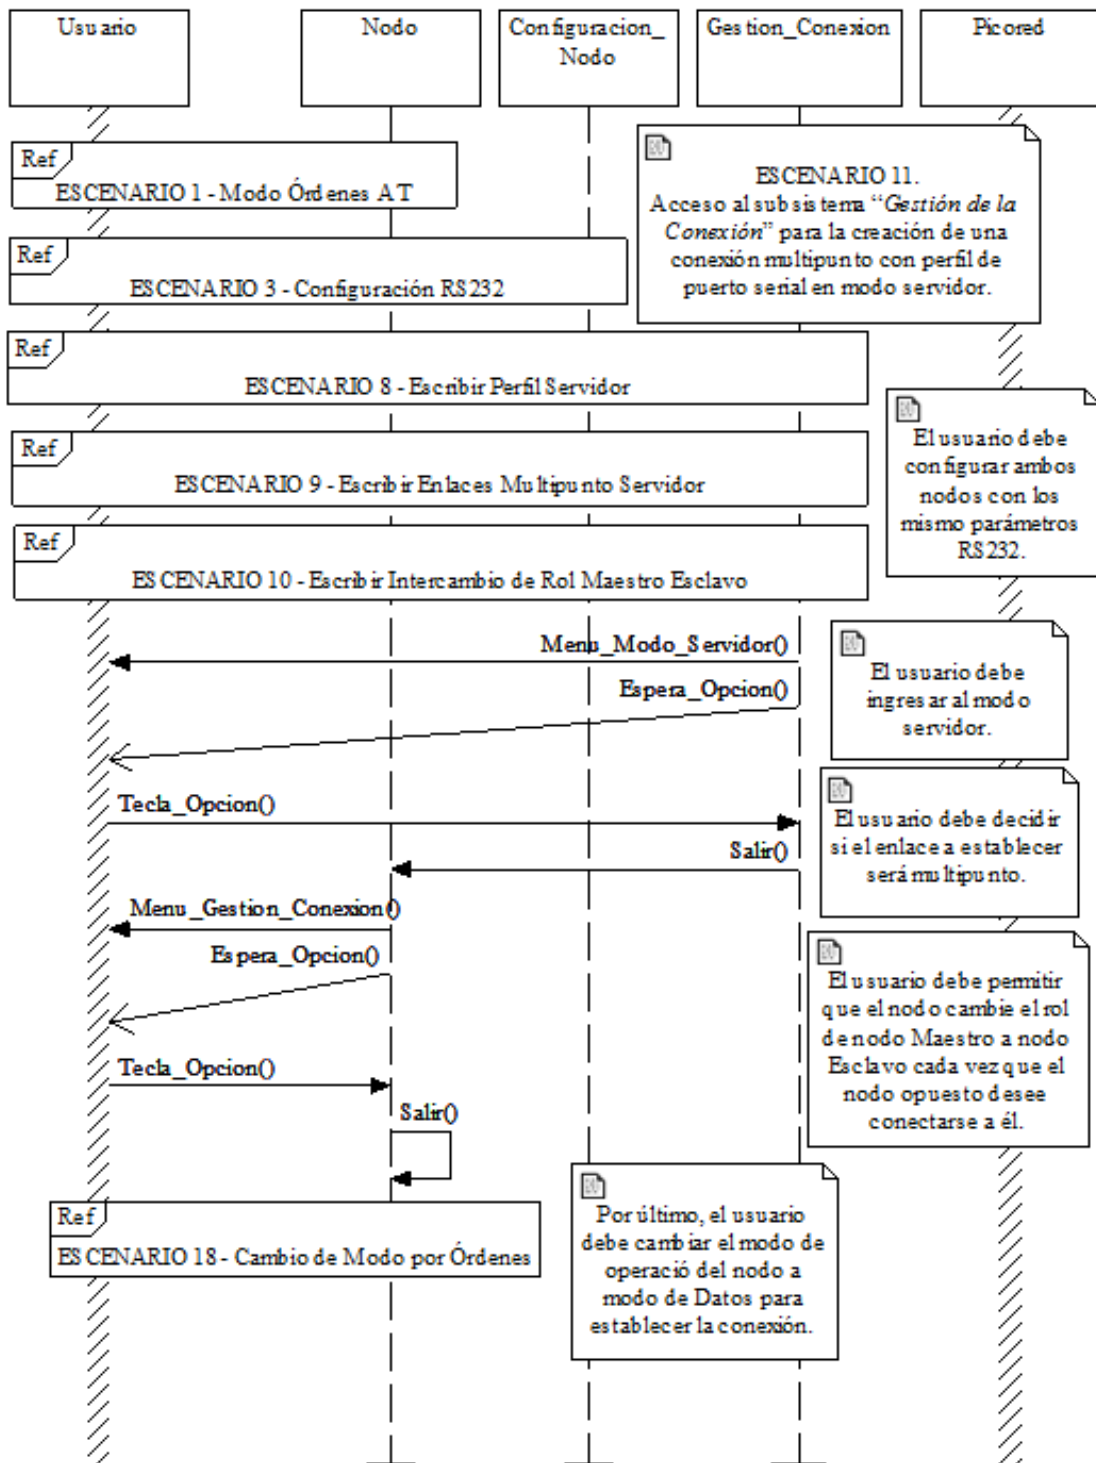 Usuario
Nodo
Configuracion_
Nodo
Gestion_Conexion
Picored
Ref
ESCENARIO 1 - Modo Órdenes AT
ESCENARIO 11.
Acceso al subsistema “Gestión de la
Conexión” para la creación de una
conexión multipunto con perfil de
puerto serial en modo servidor.
Ref
ESCENARIO 3 - Configuración RS232
Ref
ESCENARIO 8 - Escribir Perfil Servidor
Ref
ESCENARIO 9 - Escribir Enlaces Multipunto Servidor
El usuario debe
configurar ambos
nodos con los
mismo parámetros
RS232.
Ref
ESCENARIO 10 - Escribir Intercambio de Rol Maestro Esclavo
Menu_Modo_Servidor()
El usuario debe
ingresar al modo
servidor.
Espera_Opcion()
Tecla_Opcion()
El usuario debe decidir
si el enlace a establecer
será multipunto.
Salir()
Menu_Gestion_Conexion()
Espera_Opcion()
El usuario debe permitir
que el nodo cambie el rol
de nodo Maestro a nodo
Esclavo cada vez que el
nodo opuesto desee
conectarse a él.
Tecla_Opcion()
Salir()
Ref
ESCENARIO 18 - Cambio de Modo por Órdenes
Por último, el usuario
debe cambiar el modo de
operació del nodo a
modo de Datos para
establecer la conexión.